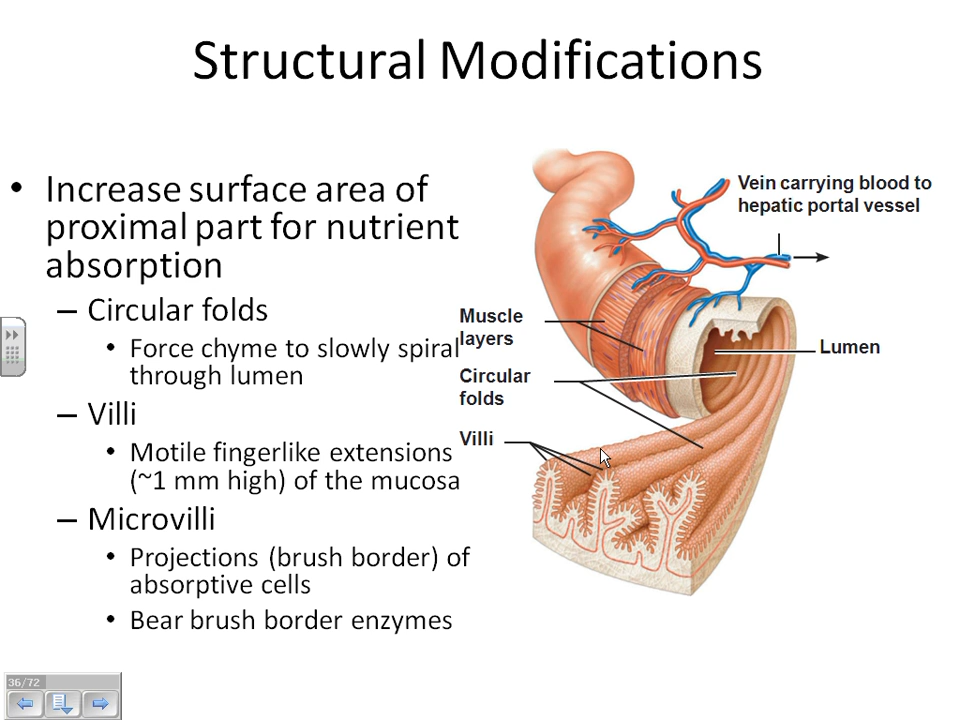 Structural Modifications
• Increase surface area of
proximal part for nutrient
absorption
– Circular folds
• Force chyme to slowly spiral
through lumen
– Villi
• Motile fingerlike extensions
(~1 mm high) of the mucosa
– Microvilli
• Projections (brush border) of
absorptive cells
• Bear brush border enzymes
Vein carrying blood to
hepatic portal vessel
Muscle
layers
Lumen
Circular
folds
Villi
36/72